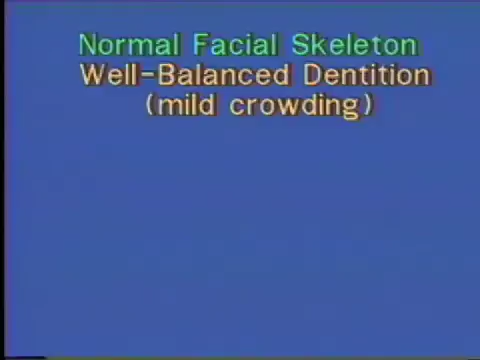 Normal Facial Skeleton
Well-Balanced Dentition
(mild crowding)